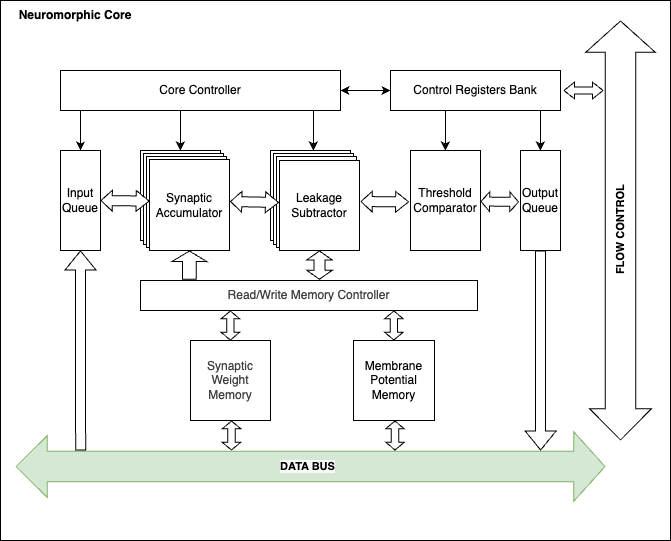 Neuromorphic Core
Core Controller
Control Registers Bank
Input
Queue
Synaptic
Accumulator
Leakage
Subtractor
Threshold
Comparator
Output
Queue
FLOW CONTROL
Read/Write Memory Controller
Synaptic
Weight
Memory
Membrane
Potential
Memory
DATA BUS